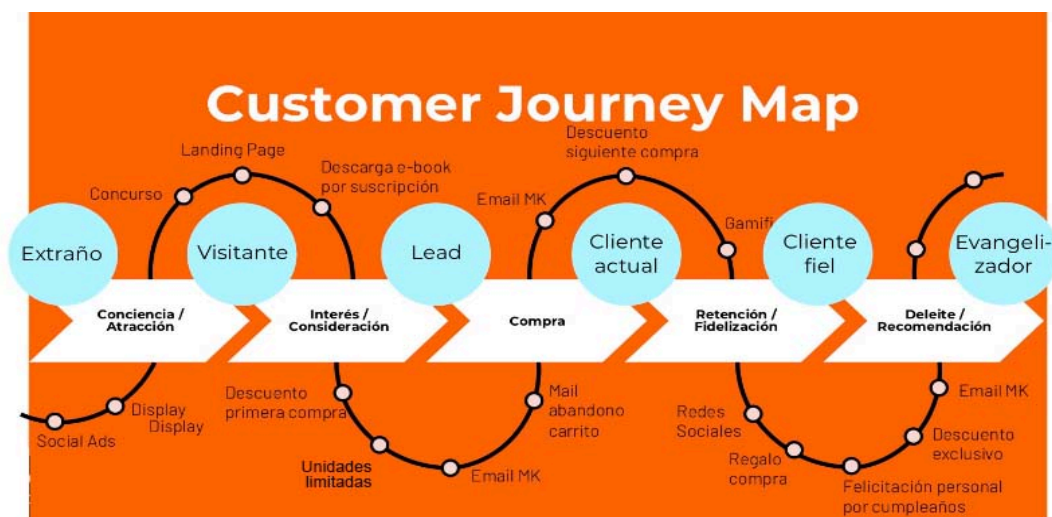 Customer Journey Map
Landing Page
Concurso
Descarga e-book
por suscripción
Descuento
siguiente compra
Email MK
Extraño
Visitante
Lead
Cliente
actual
Cliente
fiel
Evangeli-
zador
Conciencia /
Atracción
Interés /
Consideración
Compra
Retención /
Fidelización
Deleite /
Recomendación
Social Ads
Display
Display
Descuento
primera compra
Unidades
limitadas
Email MK
Mail
abandono
carrito
Redes
Sociales
Regalo
compra
Felicitación personal
por cumpleaños
Descuento
exclusivo
Email MK